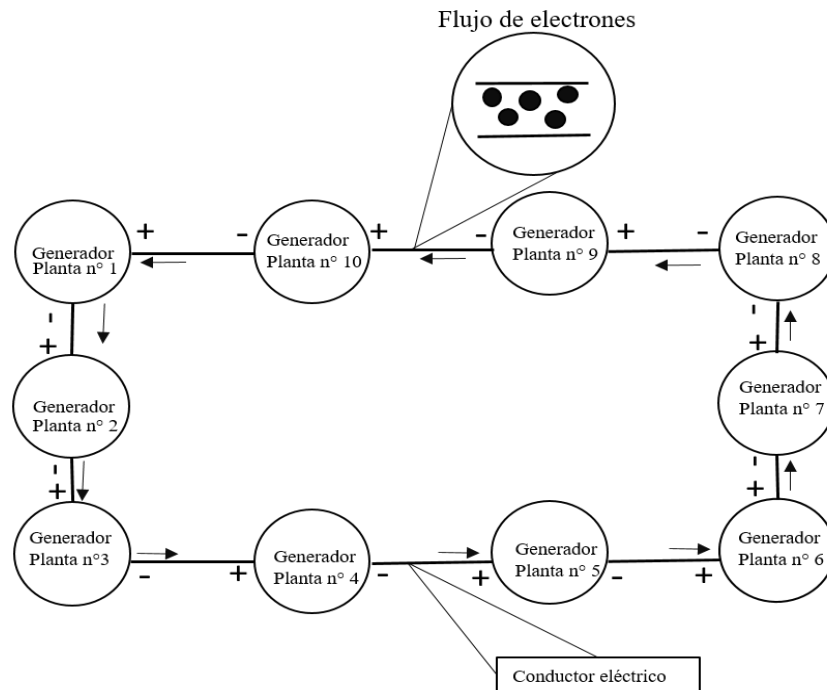 Flujo de electrones
+ - + - + -
Generador
Planta n° 1
Generador
Planta n° 10
Generador
Planta n° 9
Generador
Planta n° 8
-
+
-
+
Generador
Planta n° 2
Generador
Planta n° 7
-
+
-
+
Generador
Planta n°3
Generador
Planta n° 4
Generador
Planta n° 5
Generador
Planta n° 6
- + - + - +
Conductor eléctrico